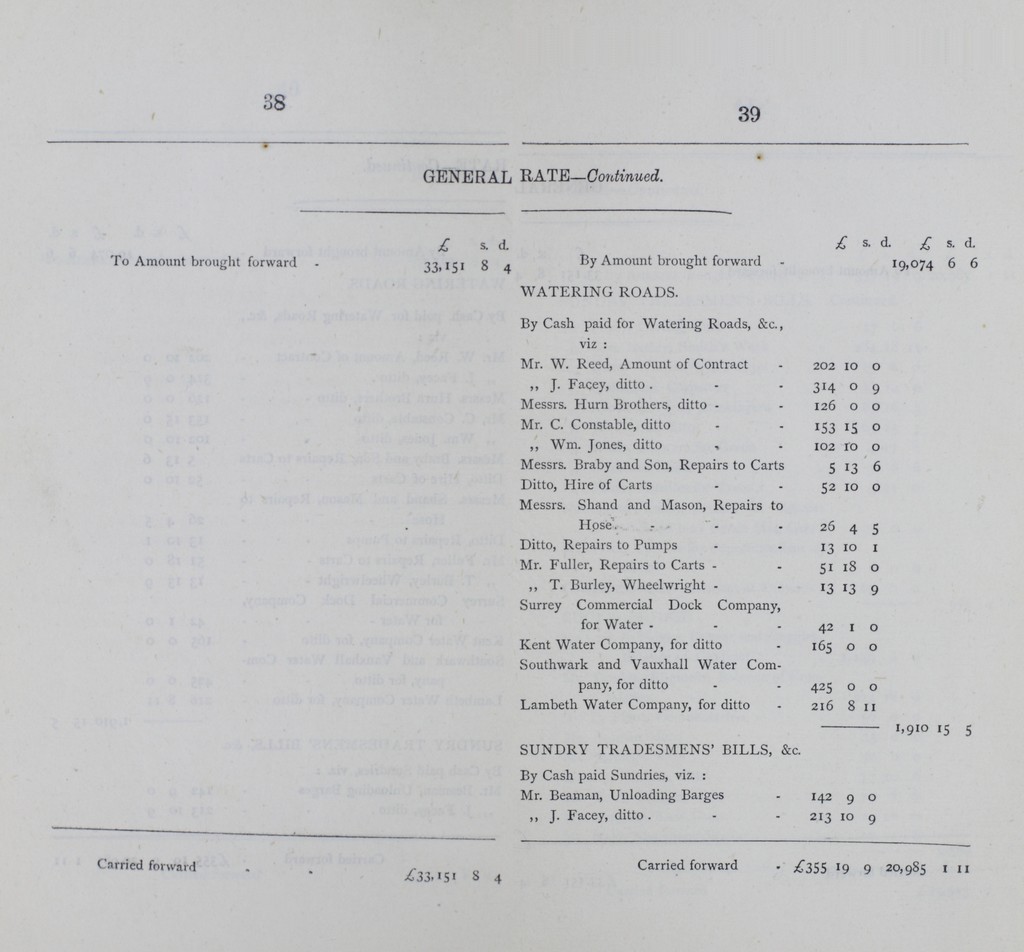 38
39
GENERAL RATE—Continued.
£ s. d.
To Amount brought forward - 33,151 8 4
Carried forward - - £33,151 8 4
£ s. d. £ s. d.
By Amount brought forward - 19,074 6 6
WATERING ROADS.
By Cash paid for Watering Roads, &c.,
viz :
Mr. W. Reed, Amount of Contract - 202 10 0
,, J. Facey, ditto . - - 314 0 9
Messrs. Hurn Brothers, ditto - - 126 0 0
Mr. C. Constable, ditto - - 153 15 0
,, Wm. Jones, ditto - - 102 10 0
Messrs. Braby and Son, Repairs to Carts 5 13 6
Ditto, Hire of Carts - - 52 10 0
Messrs. Shand and Mason, Repairs to
Hose . - - - 26 4 5
Ditto, Repairs to Pumps - - 13 10 1
Mr. Fuller, Repairs to Carts - - 51 18 0
,, T. Burley, Wheelwright - - 13 13 9
Surrey Commercial Dock Company,
for Water - - - 42 1 0
Kent Water Company, for ditto - 165 0 0
Southwark and Vauxhall Water Com-
pany, for ditto - - 425 0 0
Lambeth Water Company, for ditto - 216 8 11
1,910 15 5
SUNDRY TRADESMENS' BILLS, &c.
By Cash paid Sundries, viz. :
Mr. Beaman, Unloading Barges - 142 9 0
,, J. Facey, ditto . - - 213 10 9
Carried forward - £355 19 9 20,985 1 11